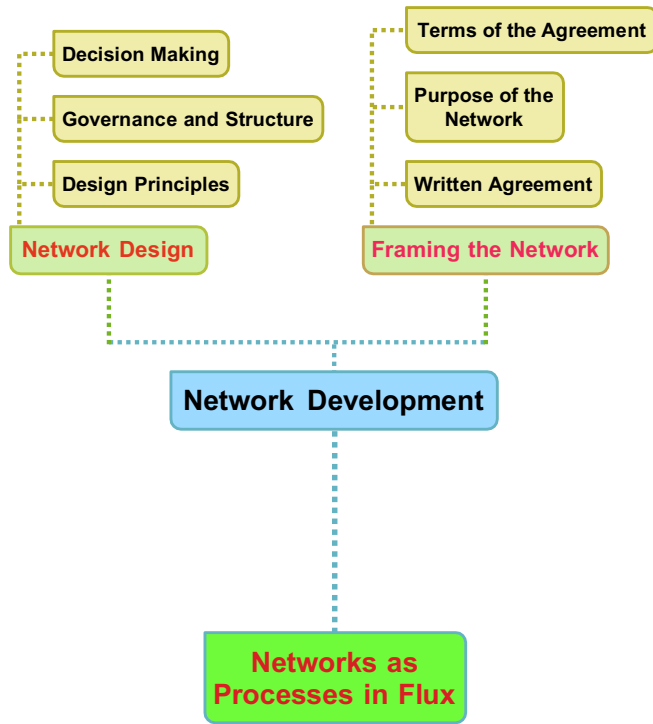 Decision Making
Governance and Structure
Design Principles
Network Design
Terms of the Agreement
Purpose of the
Network
Written Agreement
Framing the Network
Network Development
Networks as
Processes in Flux